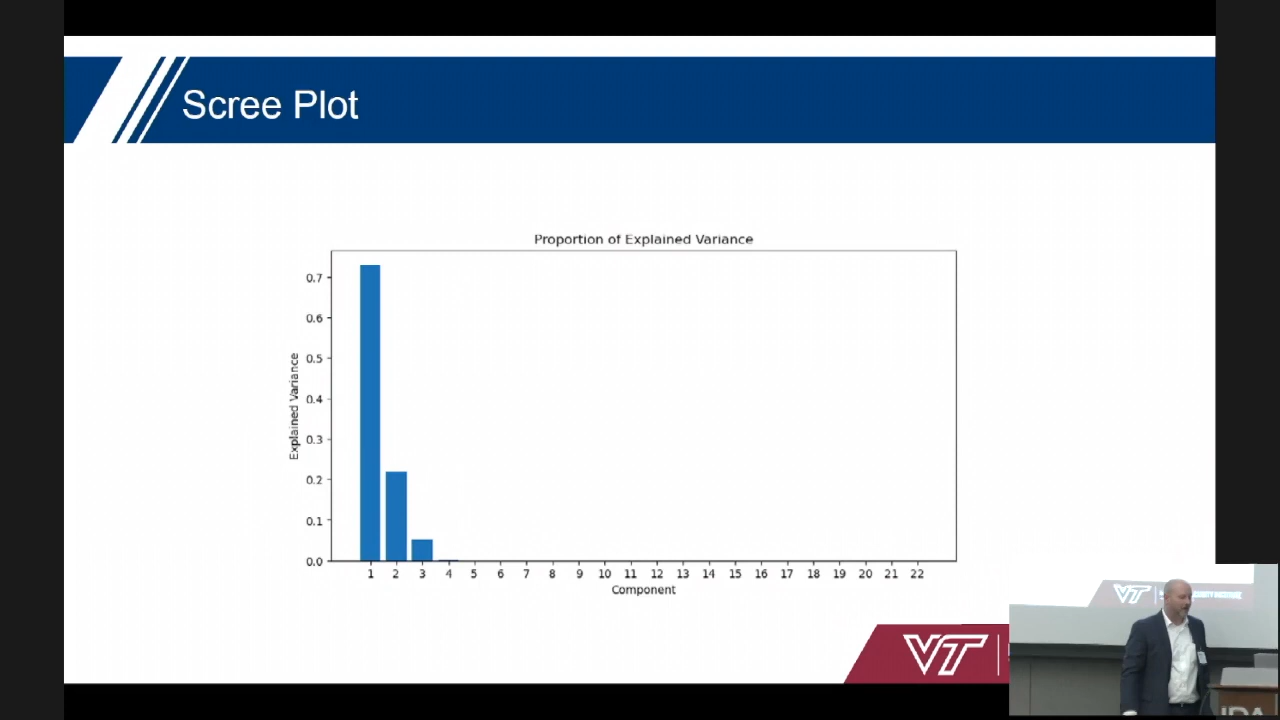 Scree Plot
Proportion of Explained Variance
0.7
0.6
0.5
0.4
0.3
0.2
0.1
0.0
Explained Variance
1 2 3 4 5 6 7 8 9 10 11 12 13 14 15 16 17 18 19 20 21 22
Component
VT
VT
IDA